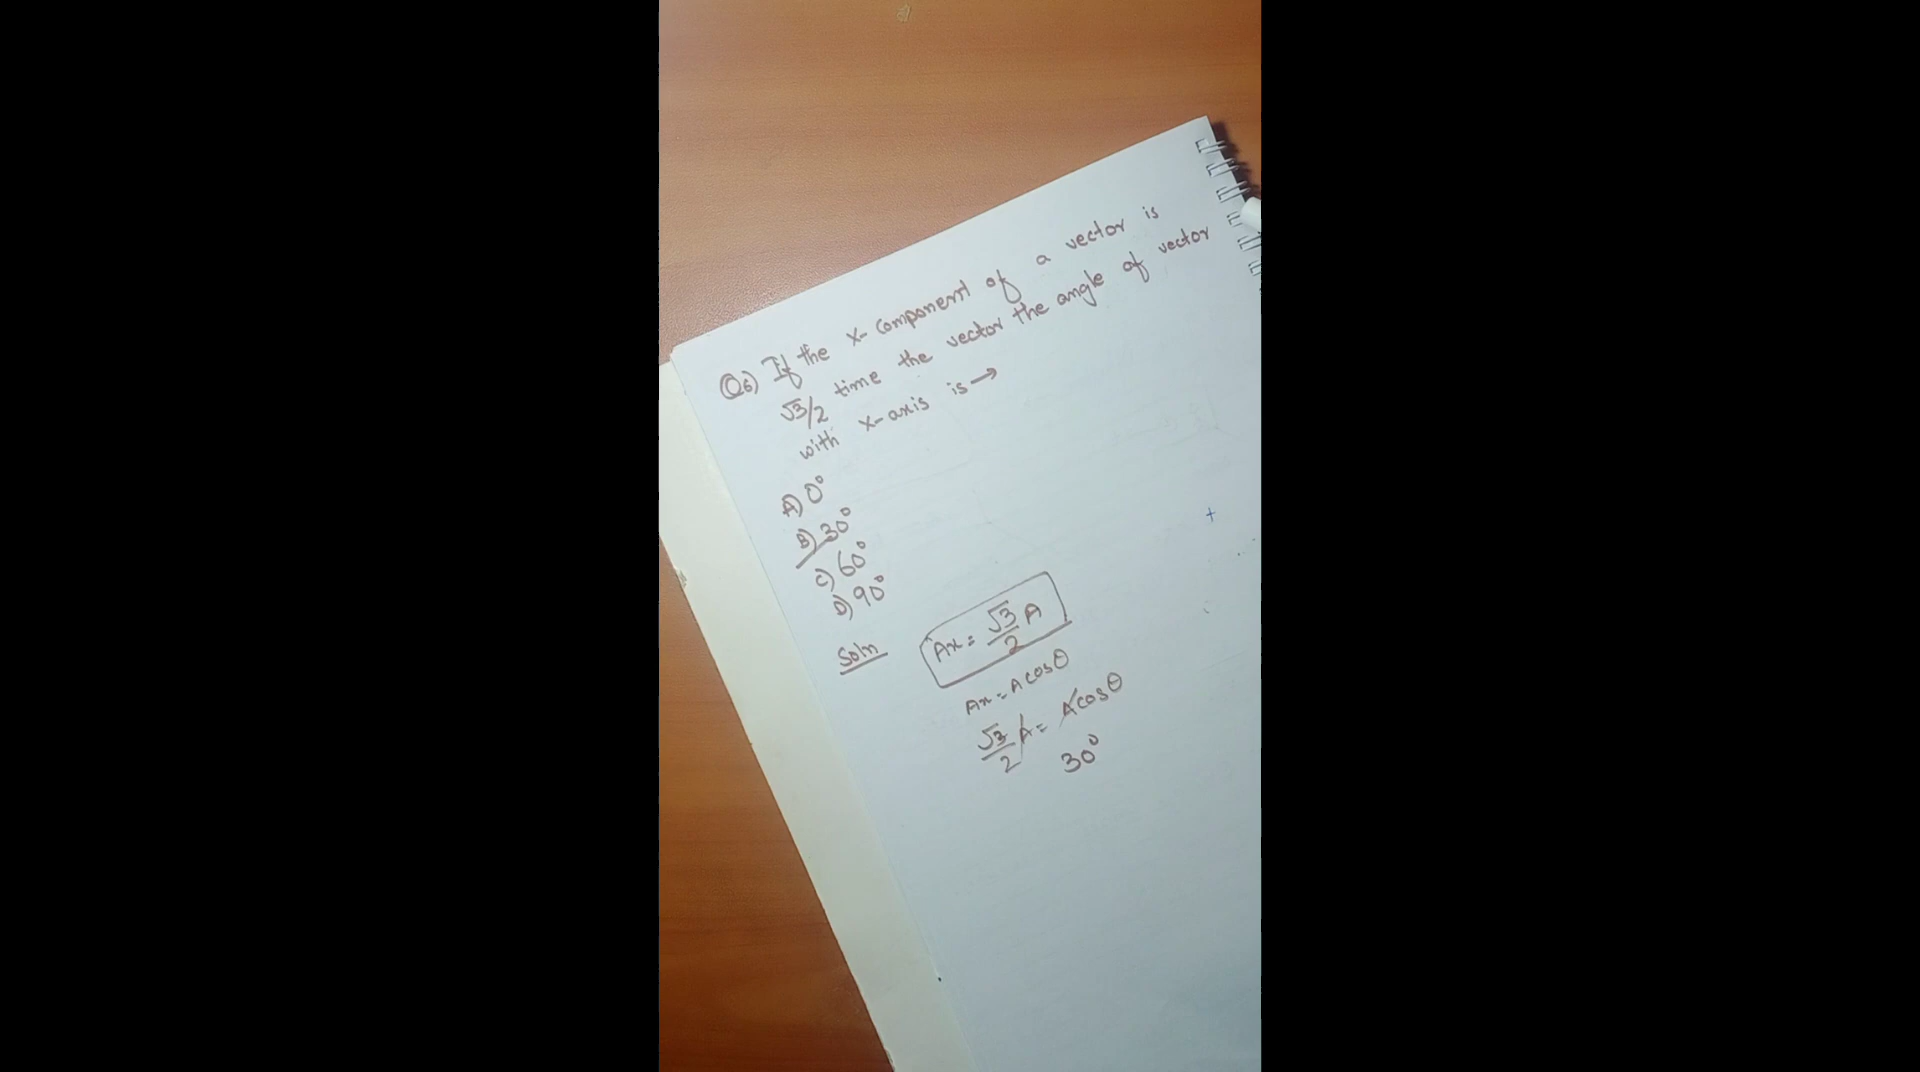 Q6) If the x-component of a vector is
√3/2 time the vector the angle of vector
with x-axis is →
A) 0°
B) 30°
C) 60°
D) 90°
Soln
Ax = √3/2 A
Ax = A cosθ
√3/2 A = A cosθ
30°